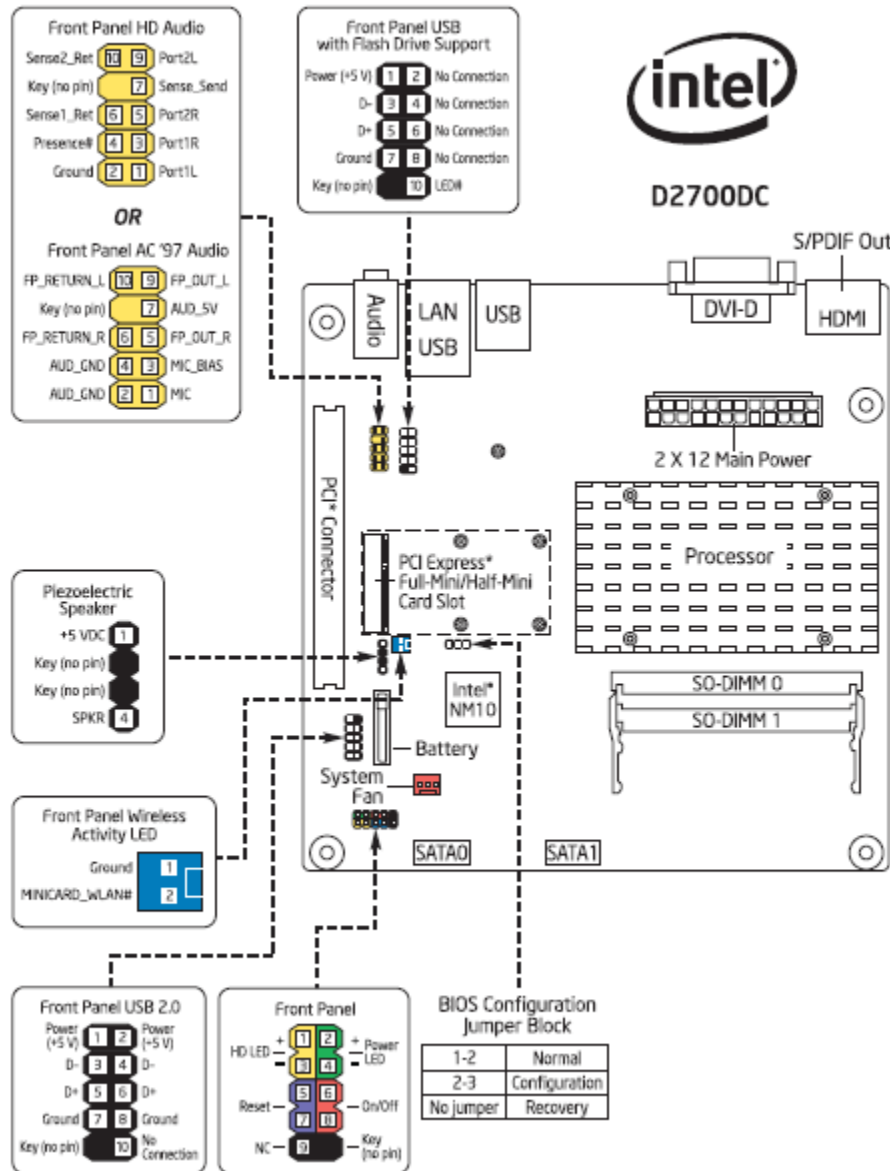 Front Panel HD Audio
Sense2_Ret 10 9 Port2L
Key (no pin) 7 Sense_Send
Sense1_Ret 6 5 Port2R
Presence# 4 3 Port1R
Ground 2 1 Port1L
OR
Front Panel AC '97 Audio
FP_RETURN_L 10 9 FP_OUT_L
Key (no pin) 7 AUD_5V
FP_RETURN_R 6 5 FP_OUT_R
AUD_GND 4 3 MIC_BIAS
AUD_GND 2 1 MIC
Front Panel USB
with Flash Drive Support
Power (+5 V) 1 2 No Connection
D- 3 4 No Connection
D+ 5 6 No Connection
Ground 7 8 No Connection
Key (no pin) 10 LED#
intel
D2700DC
S/PDIF Out
Audio
LAN
USB
USB
DVI-D
HDMI
2 X 12 Main Power
PCI* Connector
PCI Express*
Full-Mini/Half-Mini
Card Slot
Processor
Intel*
NM10
SO-DIMM 0
SO-DIMM 1
Battery
System
Fan
SATA0
SATA1
Piezoelectric
Speaker
+5 VDC 1
Key (no pin)
Key (no pin)
SPKR 4
Front Panel Wireless
Activity LED
Ground 1
MINICARD_WLAN# 2
Front Panel USB 2.0
Power (+5 V) 1 2 Power (+5 V)
D- 3 4 D-
D+ 5 6 D+
Ground 7 8 Ground
Key (no pin) 10 No Connection
Front Panel
+ 1 2 +
HD LED Power LED
- 3 4 -
5 6
Reset On/Off
7 8
NC 9 Key (no pin)
BIOS Configuration
Jumper Block
1-2 Normal
2-3 Configuration
No jumper Recovery